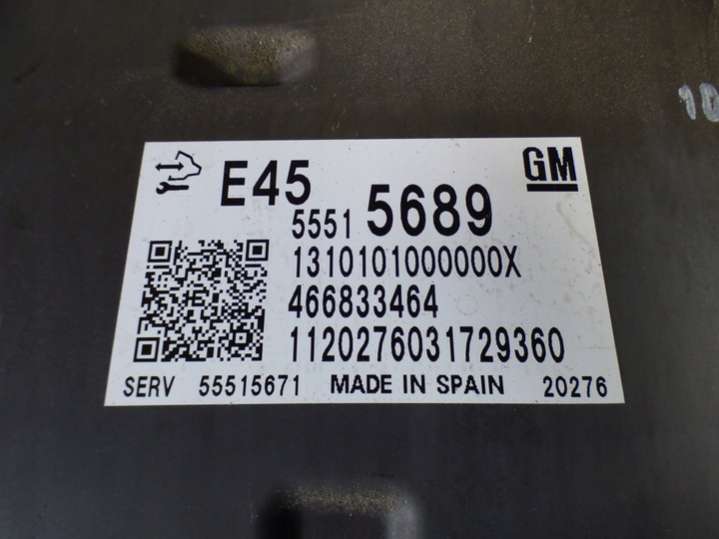 E45
GM
5551 5689
1310101000000X
466833464
1120276031729360
SERV 55515671 MADE IN SPAIN 20276